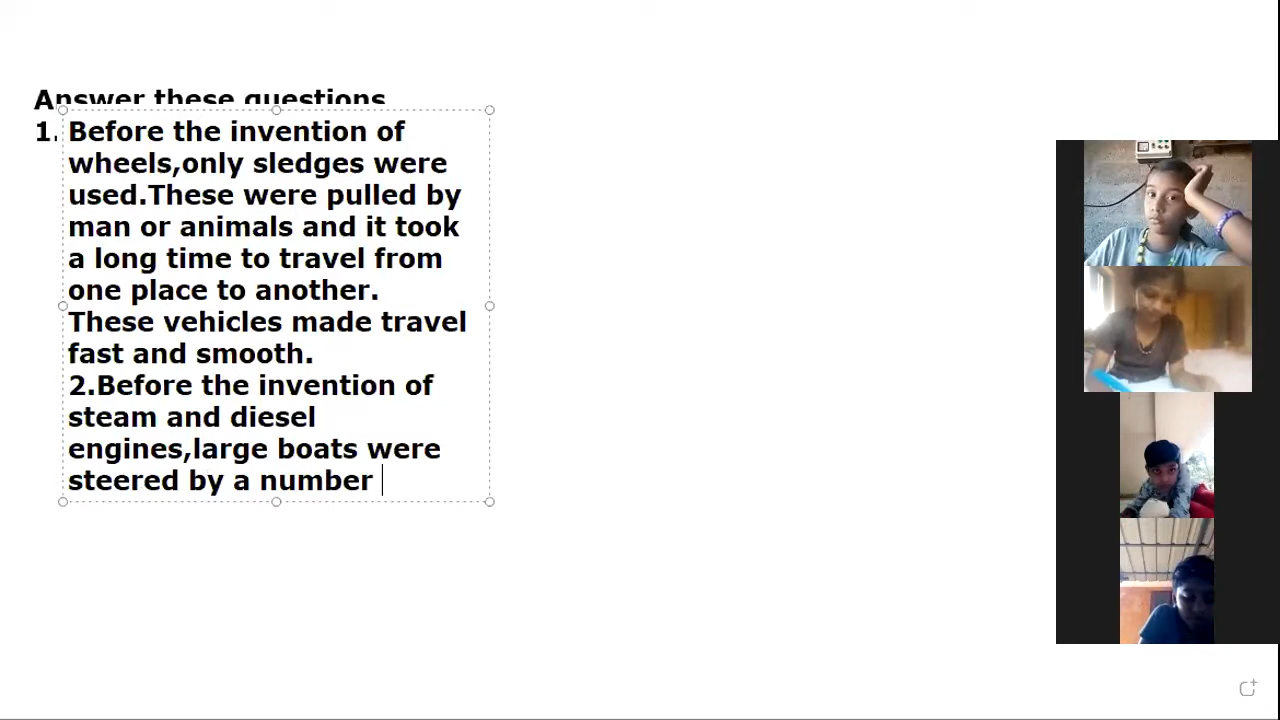 Answer these questions
1. Before the invention of
wheels,only sledges were
used.These were pulled by
man or animals and it took
a long time to travel from
one place to another.
These vehicles made travel
fast and smooth.
2.Before the invention of
steam and diesel
engines,large boats were
steered by a number